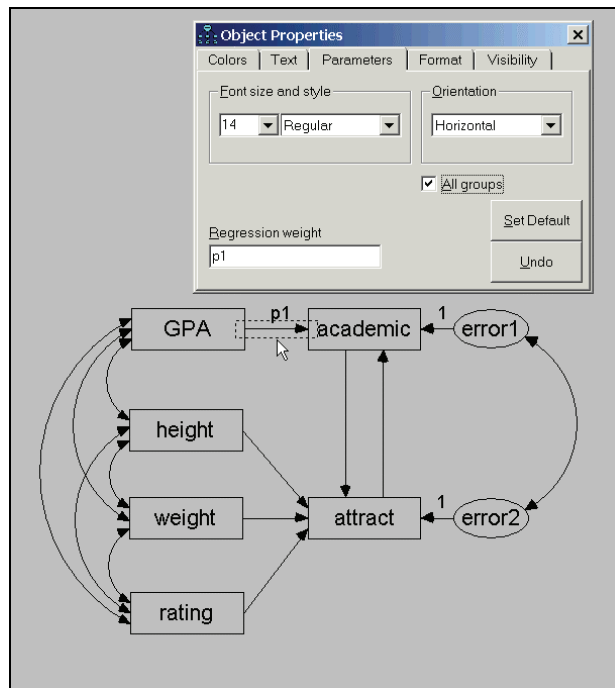 Object Properties
Colors Text Parameters Format Visibility
Font size and style
Orientation
14 Regular
Horizontal
All groups
Set Default
Regression weight
p1
Undo
p1
GPA academic 1 error1
height
weight attract 1 error2
rating